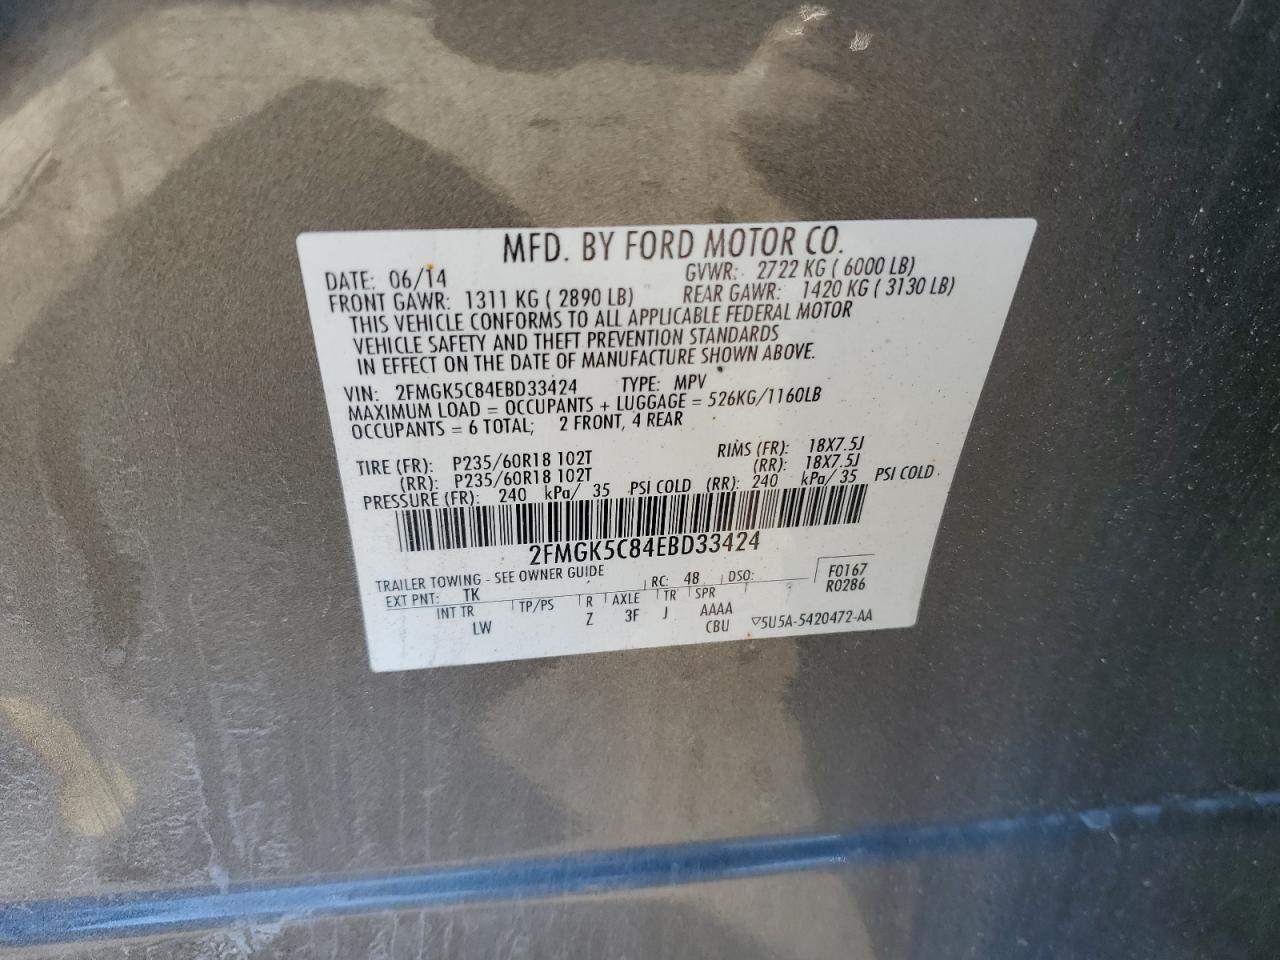 MFD. BY FORD MOTOR CO.
DATE: 06/14 GVWR: 2722 KG ( 6000 LB)
FRONT GAWR: 1311 KG ( 2890 LB) REAR GAWR: 1420 KG ( 3130 LB)
THIS VEHICLE CONFORMS TO ALL APPLICABLE FEDERAL MOTOR
VEHICLE SAFETY AND THEFT PREVENTION STANDARDS
IN EFFECT ON THE DATE OF MANUFACTURE SHOWN ABOVE.
VIN: 2FMGK5C84EBD33424 TYPE: MPV
MAXIMUM LOAD = OCCUPANTS + LUGGAGE = 526KG/1160LB
OCCUPANTS = 6 TOTAL; 2 FRONT, 4 REAR
TIRE (FR): P235/60R18 102T RIMS (FR): 18X7.5J
(RR): P235/60R18 102T (RR): 18X7.5J
PRESSURE (FR): 240 kPa/ 35 PSI COLD (RR): 240 kPa/ 35 PSI COLD
2FMGK5C84EBD33424
TRAILER TOWING - SEE OWNER GUIDE RC: 48 DSO: F0167
EXT PNT: TK R0286
INT TR TP/PS R AXLE TR SPR
LW Z 3F J AAAA
CBU ▽5U5A-5420472-AA